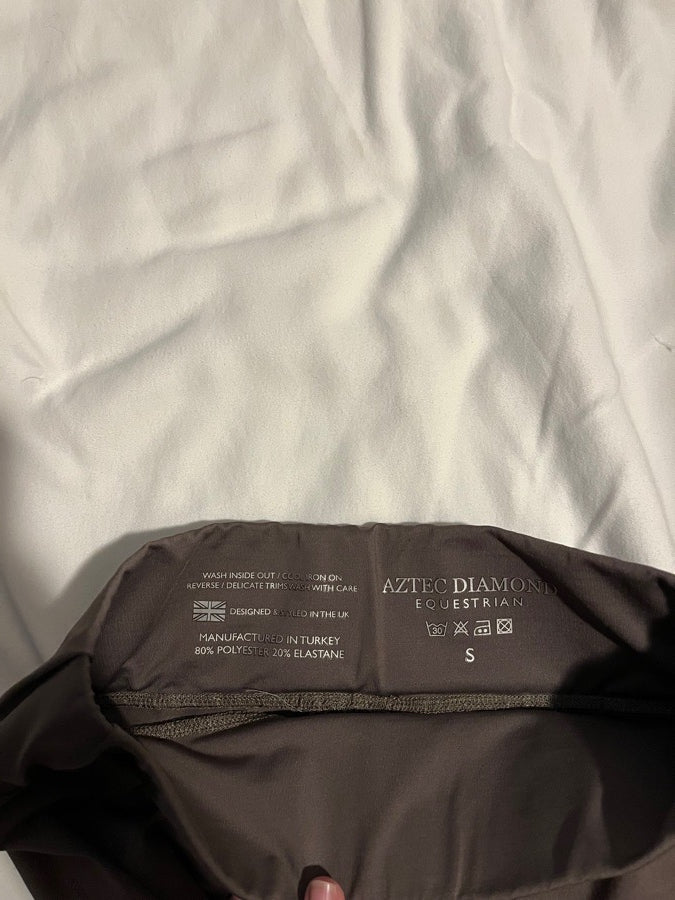 WASH INSIDE OUT / COOL IRON ON
REVERSE / DELICATE TRIMS WASH WITH CARE
DESIGNED & STYLED IN THE UK
MANUFACTURED IN TURKEY
80% POLYESTER 20% ELASTANE
AZTEC DIAMOND
EQUESTRIAN
30
S